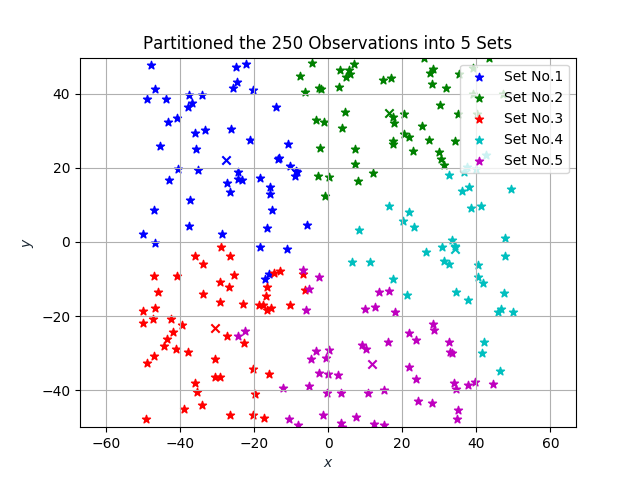 Partitioned the 250 Observations into 5 Sets
Set No.1
Set No.2
Set No.3
Set No.4
Set No.5
y
40
20
0
−20
−40
−60
−40
−20
0
20
40
60
x